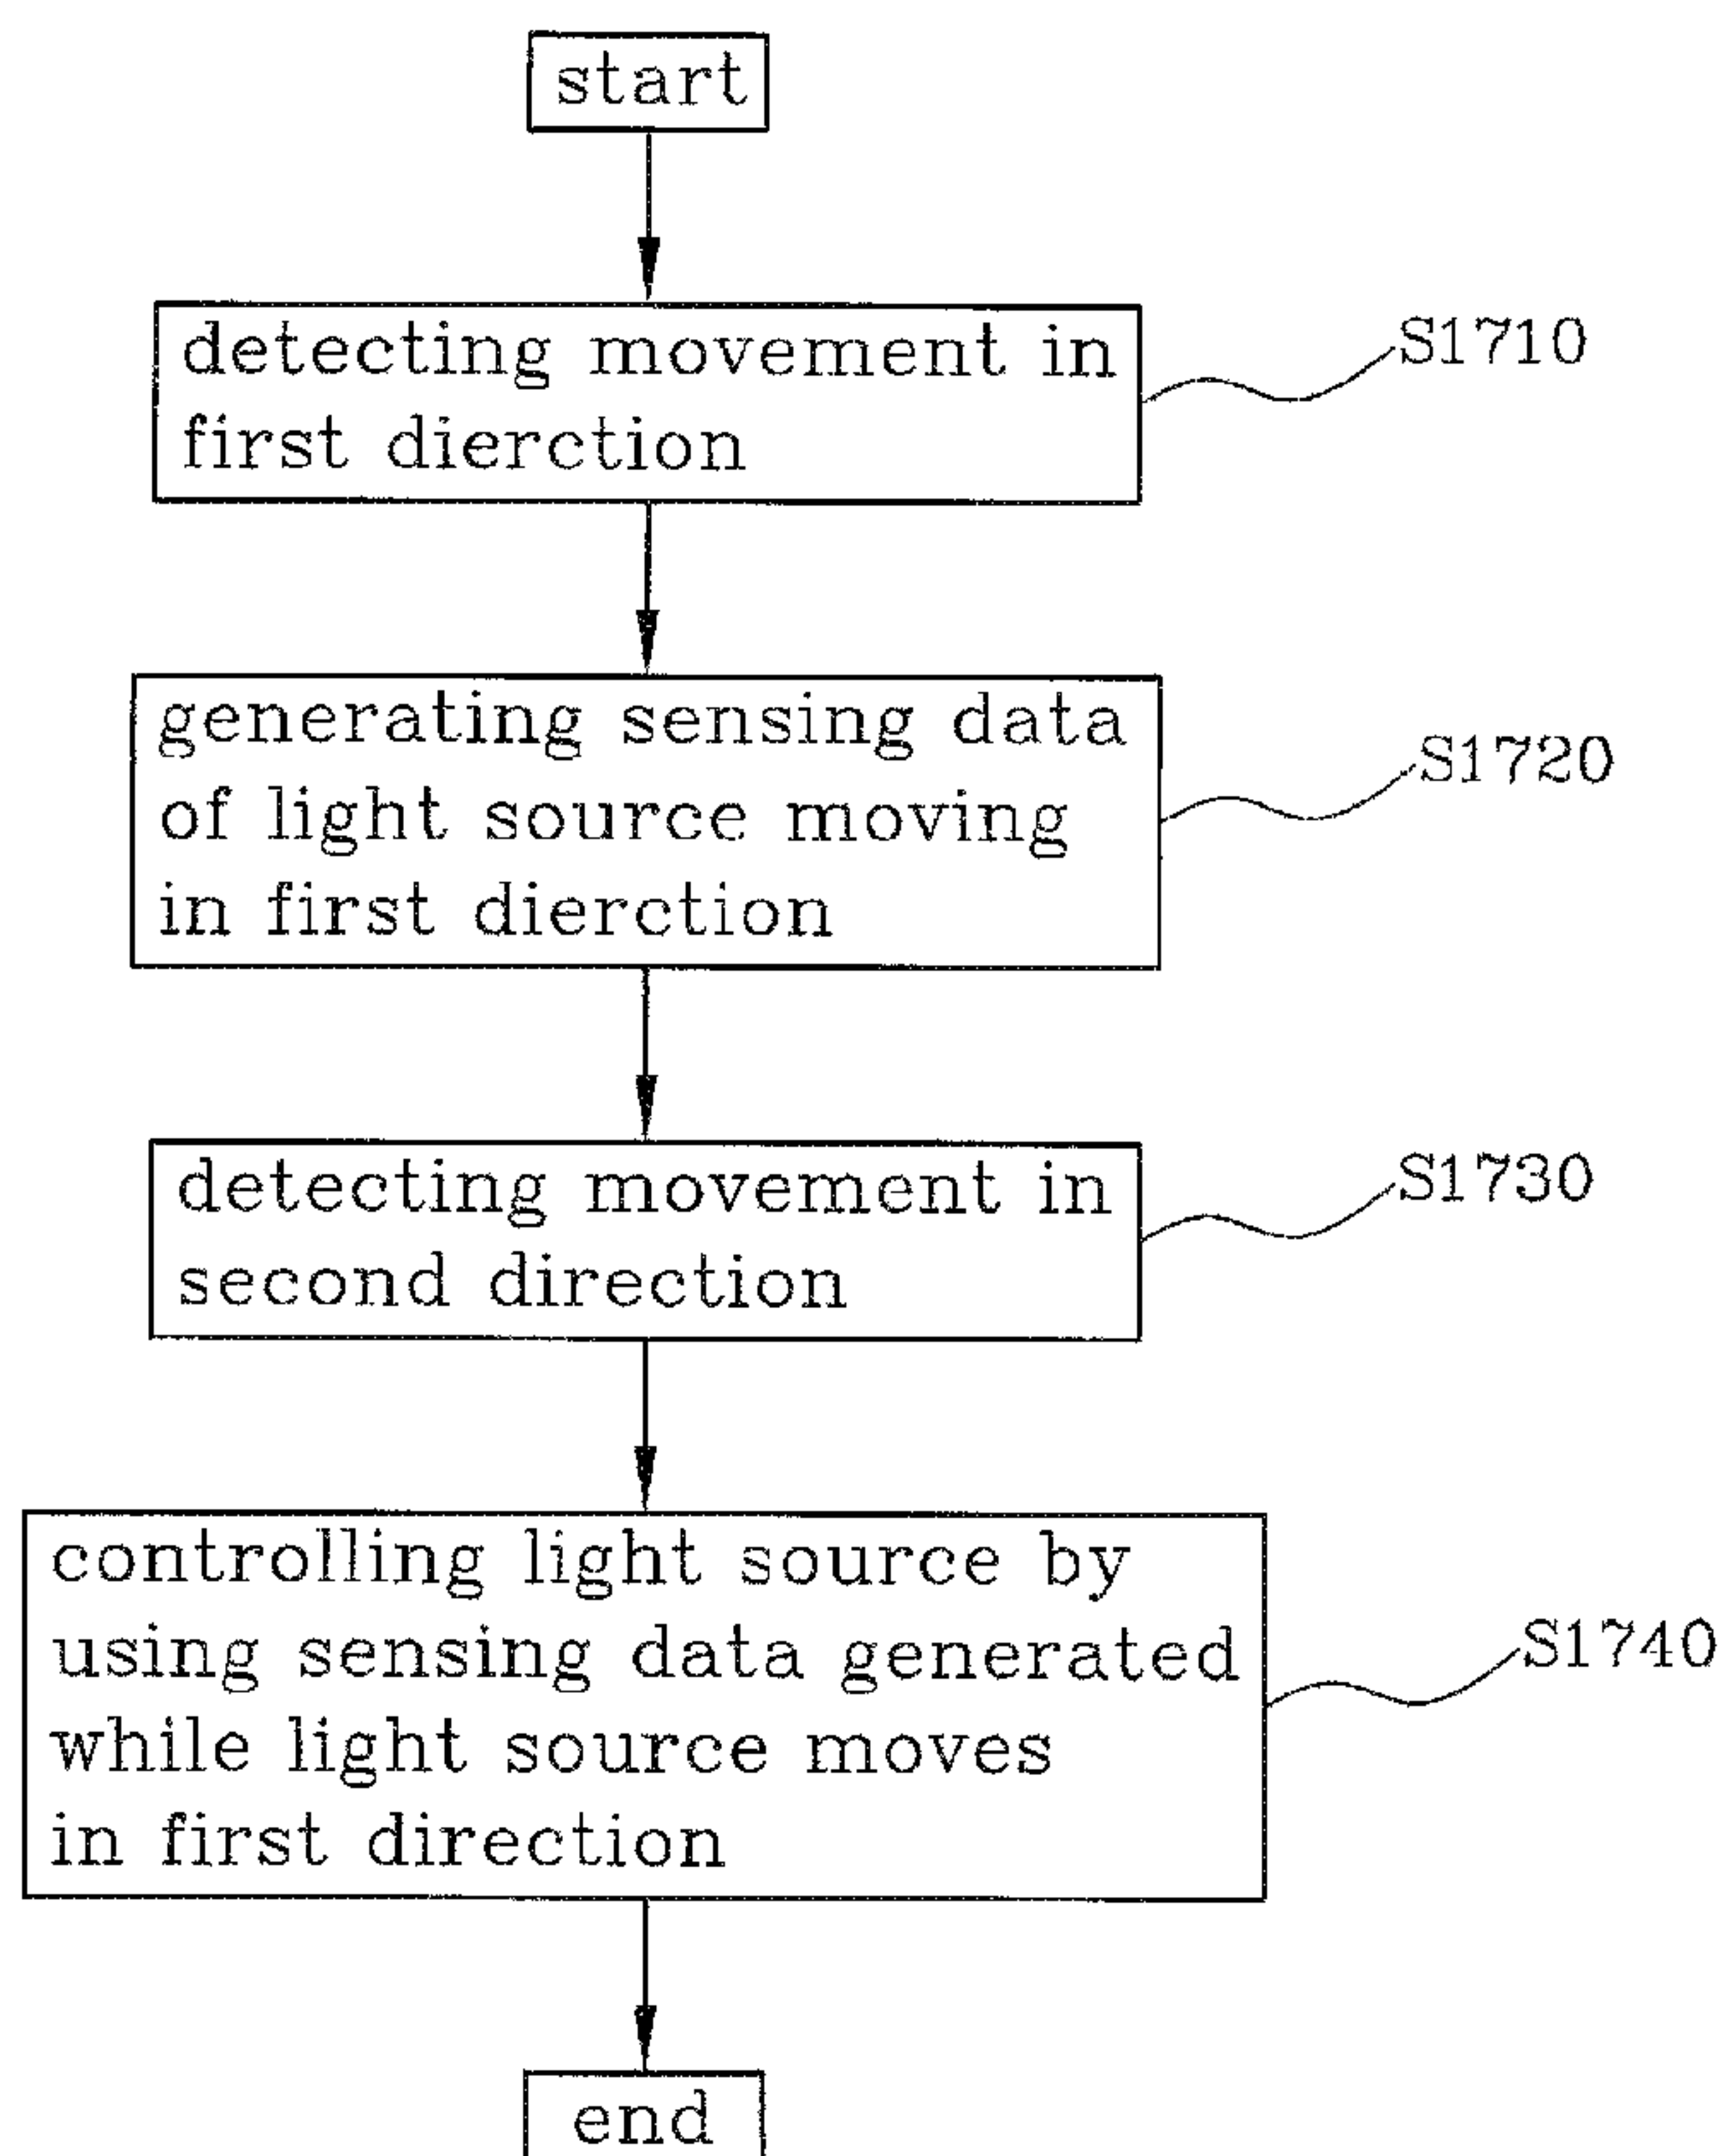 start
detecting movement in
first dierction
S1710
generating sensing data
of light source moving
in first dierction
S1720
detecting movement in
second direction
S1730
controlling light source by
using sensing data generated
while light source moves
in first direction
S1740
end